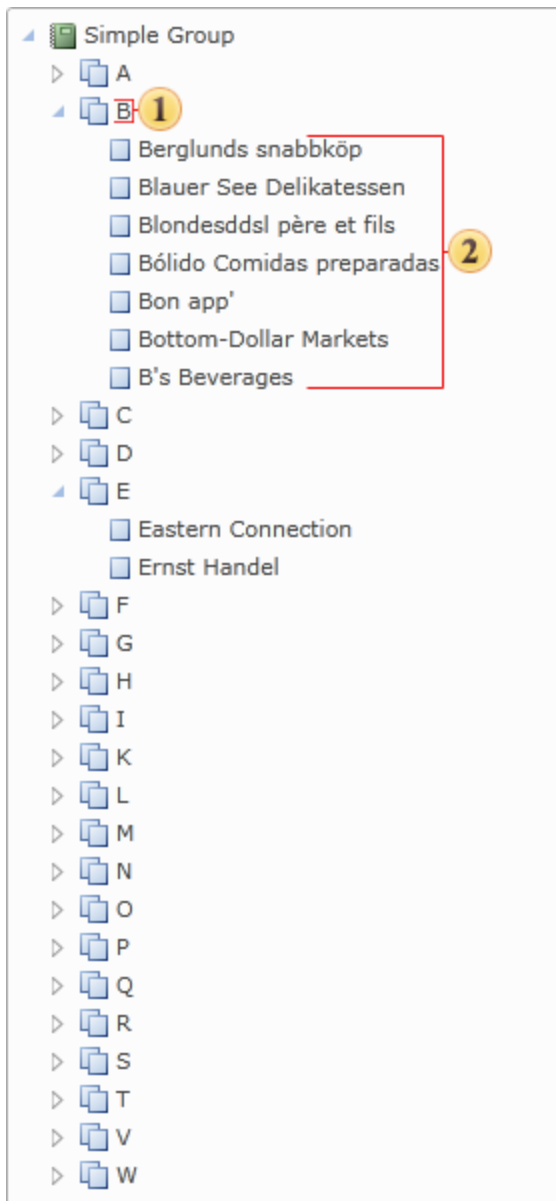 Simple Group
A
B 1
Berglunds snabbköp
Blauer See Delikatessen
Blondesddsl père et fils
Bólido Comidas preparadas 2
Bon app'
Bottom-Dollar Markets
B's Beverages
C
D
E
Eastern Connection
Ernst Handel
F
G
H
I
K
L
M
N
O
P
Q
R
S
T
V
W